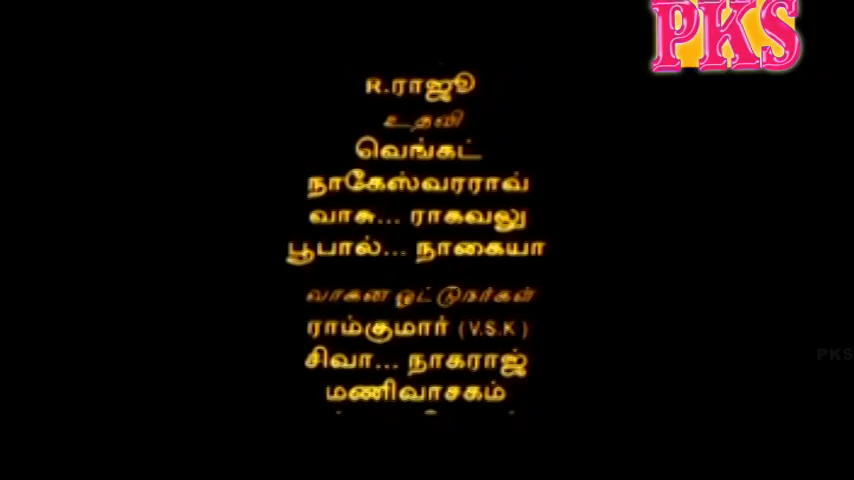 PKS
R.ராஜூ
உதவி
வெங்கட்
நாகேஸ்வரராவ்
வாசு... ராகவலு
பூபால்... நாகையா
வாகன ஓட்டுநர்கள்
ராம்குமார் (V.S.K)
சிவா... நாகராஜ்
PKS
மணிவாசகம்